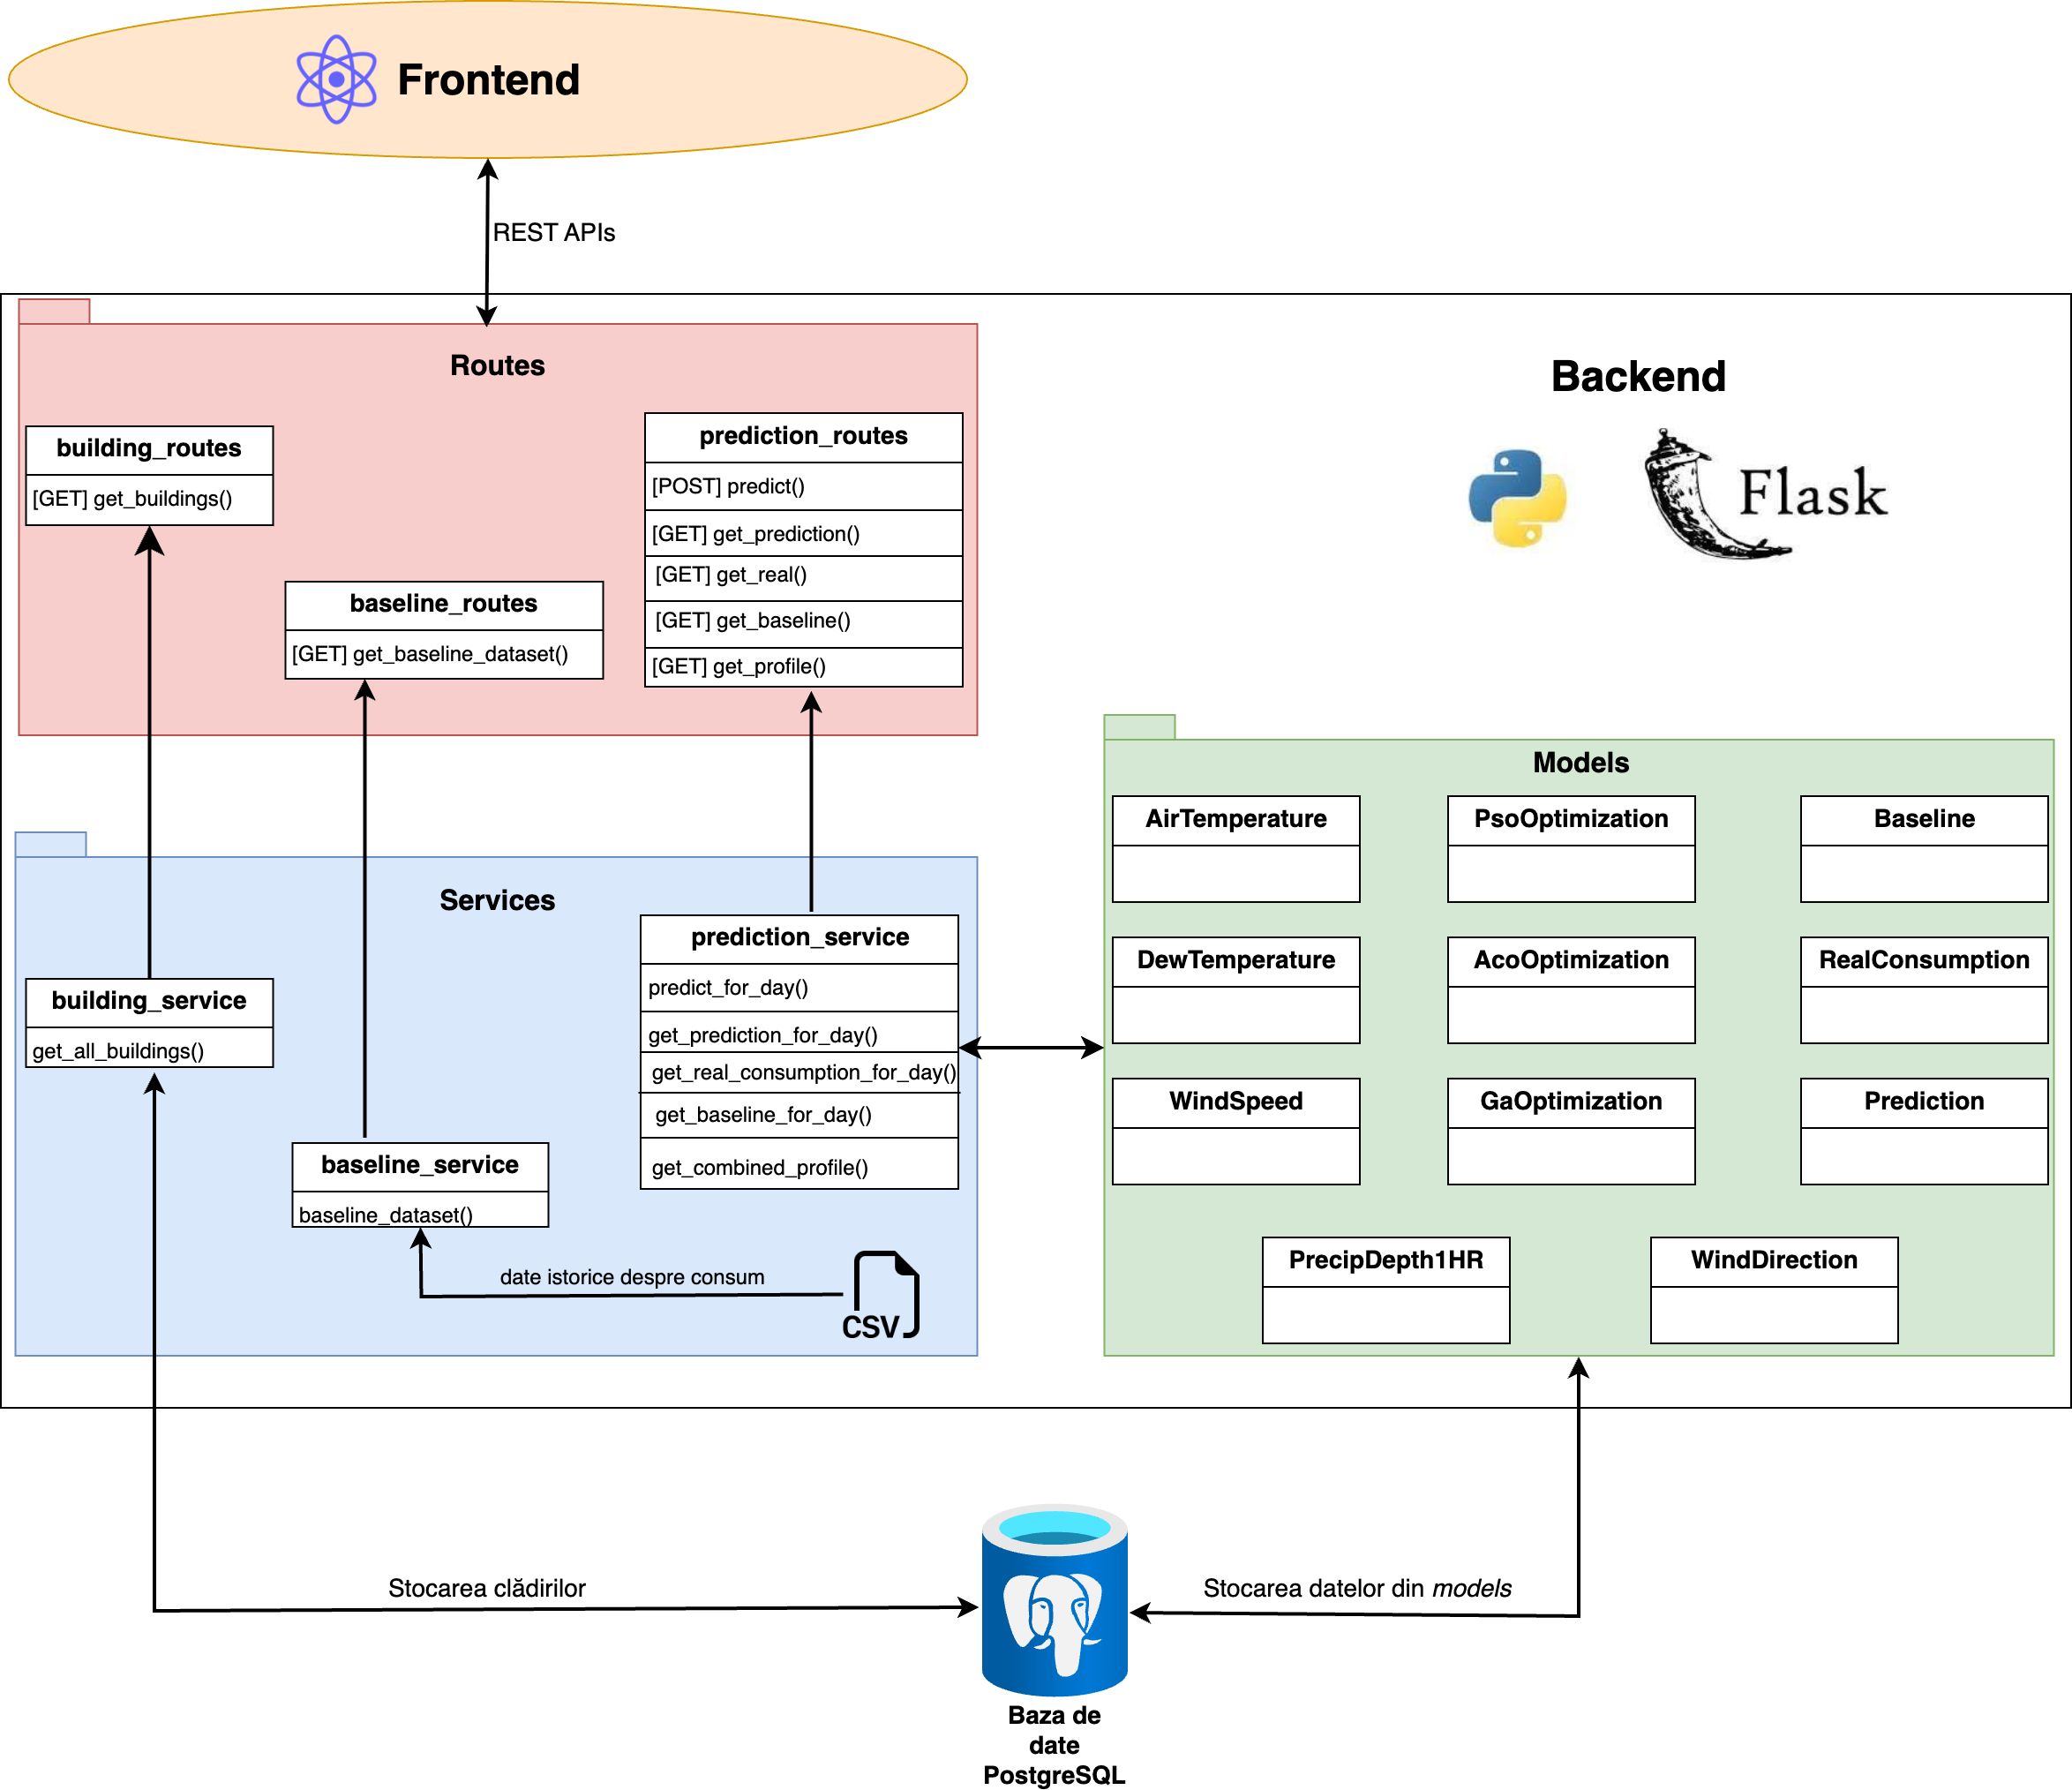 Frontend
REST APIs
Routes
building_routes
[GET] get_buildings()
baseline_routes
[GET] get_baseline_dataset()
prediction_routes
[POST] predict()
[GET] get_prediction()
[GET] get_real()
[GET] get_baseline()
[GET] get_profile()
Backend
Flask
Services
building_service
get_all_buildings()
baseline_service
baseline_dataset()
prediction_service
predict_for_day()
get_prediction_for_day()
get_real_consumption_for_day()
get_baseline_for_day()
get_combined_profile()
date istorice despre consum
CSV
Models
AirTemperature
PsoOptimization
Baseline
DewTemperature
AcoOptimization
RealConsumption
WindSpeed
GaOptimization
Prediction
PrecipDepth1HR
WindDirection
Stocarea clădirilor
Stocarea datelor din models
Baza de
date
PostgreSQL